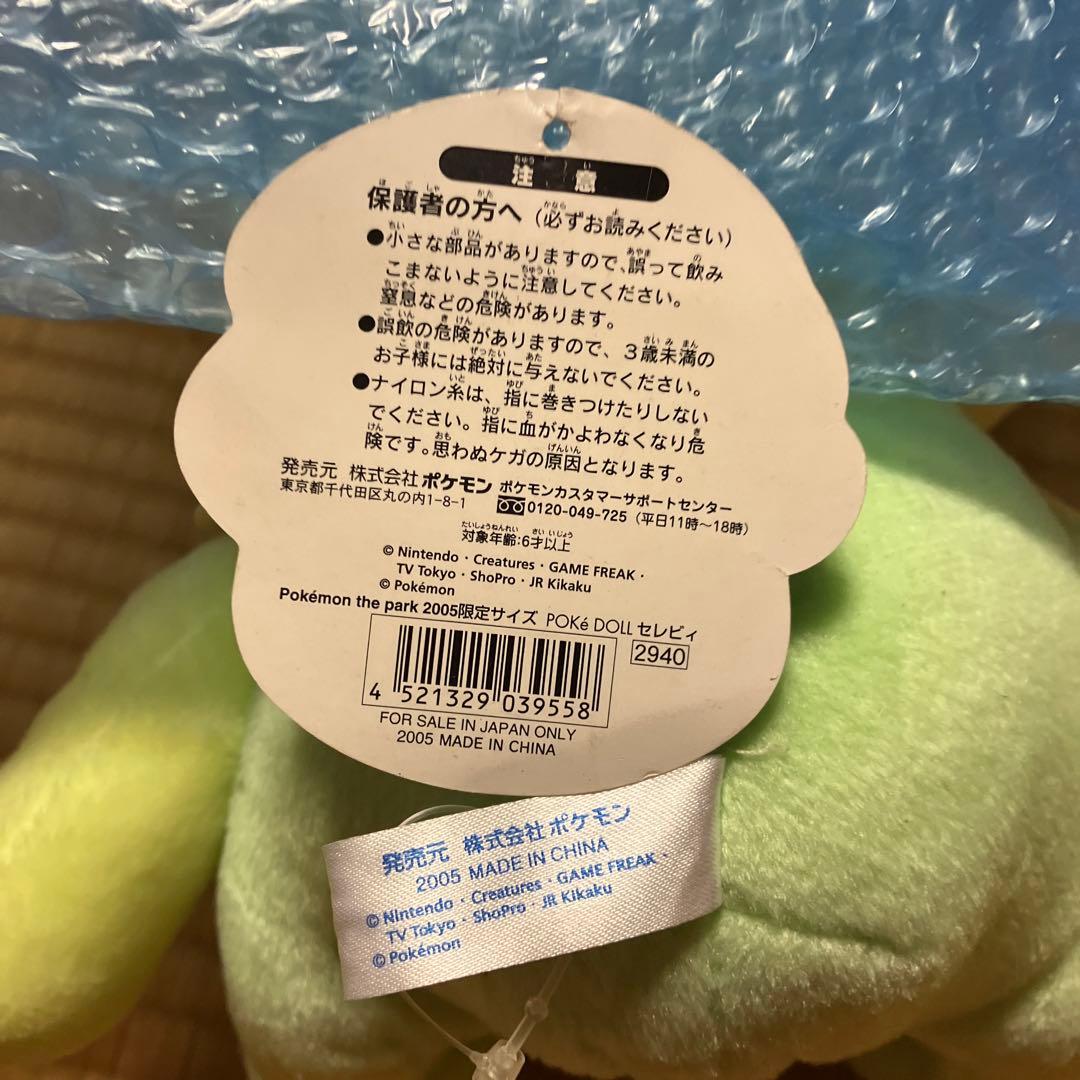 注意
保護者の方へ（必ずお読みください）
●小さな部品がありますので、誤って飲み
こまないように注意してください。
窒息などの危険があります。
●誤飲の危険がありますので、3歳未満の
お子様には絶対に与えないでください。
●ナイロン糸は、指に巻きつけたりしない
でください。指に血がかよわなくなり危
険です。思わぬケガの原因となります。
発売元 株式会社ポケモン ポケモンカスタマーサポートセンター
東京都千代田区丸の内1-8-1 0120-049-725（平日11時〜18時）
対象年齢:6才以上
© Nintendo・Creatures・GAME FREAK・
TV Tokyo・ShoPro・JR Kikaku
© Pokémon
Pokémon the park 2005限定サイズ POKé DOLL セレビィ
2940
4 521329 039558
FOR SALE IN JAPAN ONLY
2005 MADE IN CHINA
発売元 株式会社ポケモン
2005 MADE IN CHINA
© Nintendo・Creatures・GAME FREAK・
TV Tokyo・ShoPro・JR Kikaku
© Pokémon